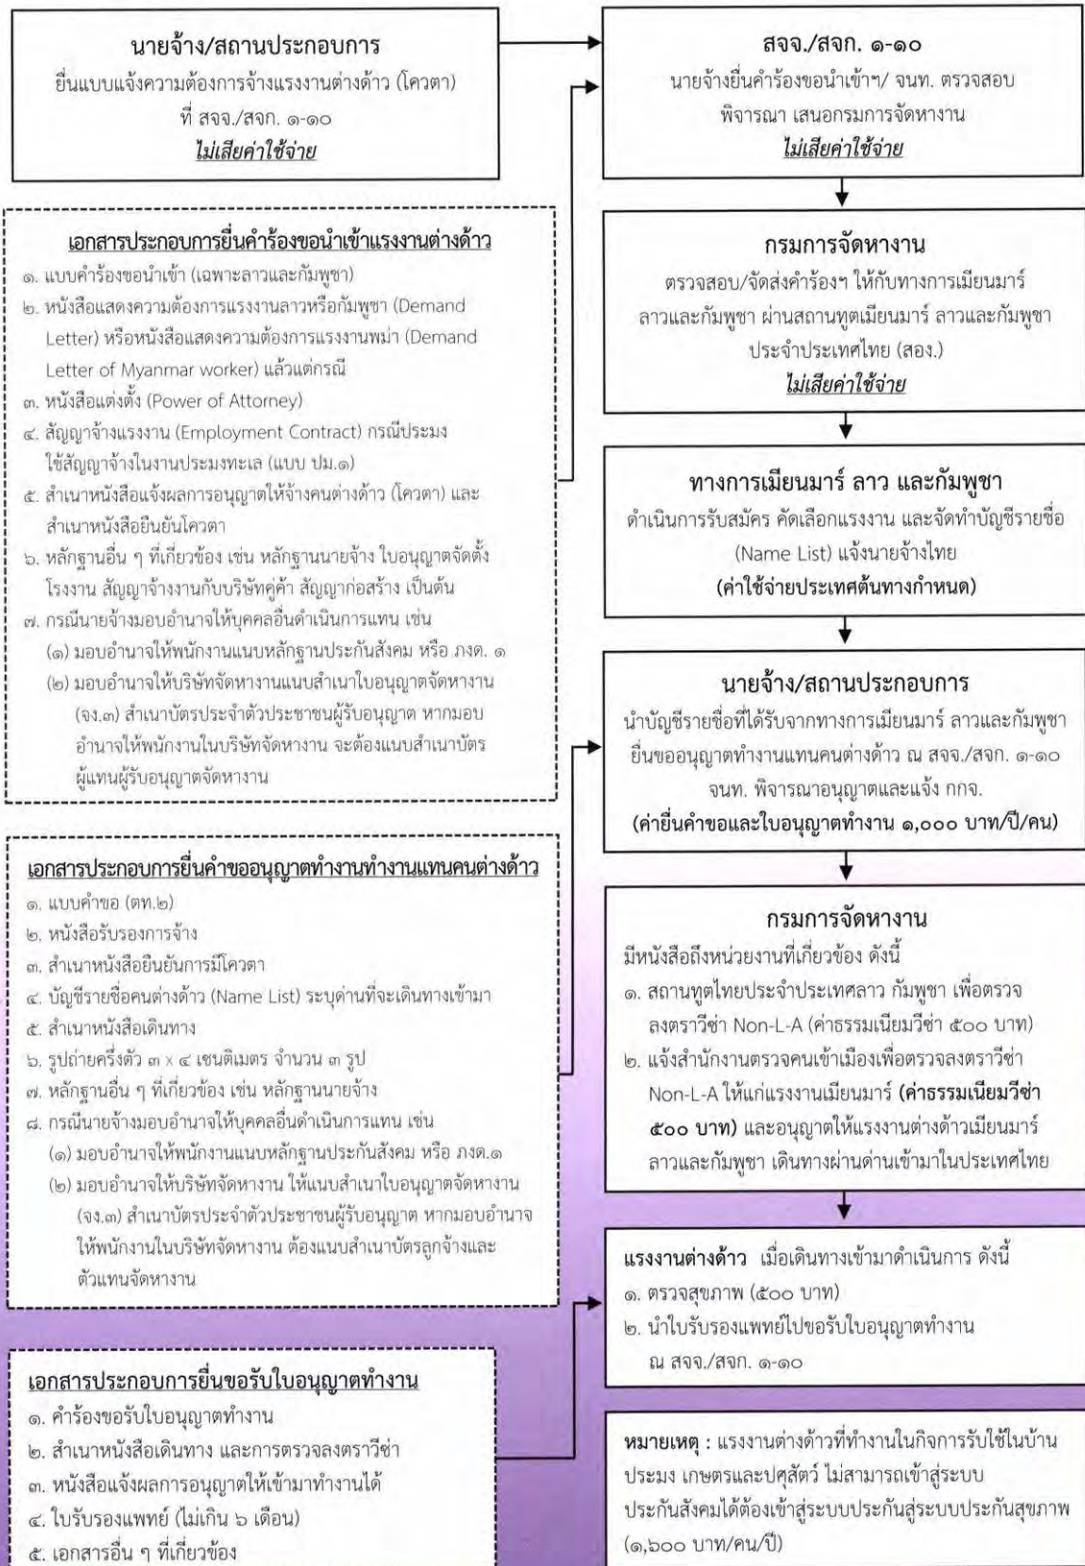 นายจ้าง/สถานประกอบการ
ยื่นแบบแจ้งความต้องการจ้างแรงงานต่างด้าว (โควตา)
ที่ สจจ./สจก. ๑-๑๐
ไม่เสียค่าใช้จ่าย
สจจ./สจก. ๑-๑๐
นายจ้างยื่นคำร้องขอนำเข้าฯ/ จนท. ตรวจสอบ
พิจารณา เสนอกรมการจัดหางาน
ไม่เสียค่าใช้จ่าย
เอกสารประกอบการยื่นคำร้องขอนำเข้าแรงงานต่างด้าว
๑. แบบคำร้องขอนำเข้า (เฉพาะลาวและกัมพูชา)
๒. หนังสือแสดงความต้องการแรงงานลาวหรือกัมพูชา (Demand
Letter) หรือหนังสือแสดงความต้องการแรงงานพม่า (Demand
Letter of Myanmar worker) แล้วแต่กรณี
๓. หนังสือแต่งตั้ง (Power of Attorney)
๔. สัญญาจ้างแรงงาน (Employment Contract) กรณีประมง
ใช้สัญญาจ้างในงานประมงทะเล (แบบ ปม.๑)
๕. สำเนาหนังสือแจ้งผลการอนุญาตให้จ้างคนต่างด้าว (โควตา) และ
สำเนาหนังสือยืนยันโควตา
๖. หลักฐานอื่น ๆ ที่เกี่ยวข้อง เช่น หลักฐานนายจ้าง ใบอนุญาตจัดตั้ง
โรงงาน สัญญาจ้างงานกับบริษัทคู่ค้า สัญญาก่อสร้าง เป็นต้น
๗. กรณีนายจ้างมอบอำนาจให้บุคคลอื่นดำเนินการแทน เช่น
(๑) มอบอำนาจให้พนักงานแนบหลักฐานประกันสังคม หรือ ภงด. ๑
(๒) มอบอำนาจให้บริษัทจัดหางานแนบสำเนาใบอนุญาตจัดหางาน
(จง.๓) สำเนาบัตรประจำตัวประชาชนผู้รับอนุญาต หากมอบ
อำนาจให้พนักงานในบริษัทจัดหางาน จะต้องแนบสำเนาบัตร
ผู้แทนผู้รับอนุญาตจัดหางาน
กรมการจัดหางาน
ตรวจสอบ/จัดส่งคำร้องฯ ให้กับทางการเมียนมาร์
ลาวและกัมพูชา ผ่านสถานทูตเมียนมาร์ ลาวและกัมพูชา
ประจำประเทศไทย (สอง.)
ไม่เสียค่าใช้จ่าย
ทางการเมียนมาร์ ลาว และกัมพูชา
ดำเนินการรับสมัคร คัดเลือกแรงงาน และจัดทำบัญชีรายชื่อ
(Name List) แจ้งนายจ้างไทย
(ค่าใช้จ่ายประเทศต้นทางกำหนด)
นายจ้าง/สถานประกอบการ
นำบัญชีรายชื่อที่ได้รับจากทางการเมียนมาร์ ลาวและกัมพูชา
ยื่นขออนุญาตทำงานแทนคนต่างด้าว ณ สจจ./สจก. ๑-๑๐
จนท. พิจารณาอนุญาตและแจ้ง กกจ.
(ค่ายื่นคำขอและใบอนุญาตทำงาน ๑,๐๐๐ บาท/ปี/คน)
เอกสารประกอบการยื่นคำขออนุญาตทำงานทำงานแทนคนต่างด้าว
๑. แบบคำขอ (ตท.๒)
๒. หนังสือรับรองการจ้าง
๓. สำเนาหนังสือยืนยันการมีโควตา
๔. บัญชีรายชื่อคนต่างด้าว (Name List) ระบุด่านที่จะเดินทางเข้ามา
๕. สำเนาหนังสือเดินทาง
๖. รูปถ่ายครึ่งตัว ๓ x ๔ เซนติเมตร จำนวน ๓ รูป
๗. หลักฐานอื่น ๆ ที่เกี่ยวข้อง เช่น หลักฐานนายจ้าง
๘. กรณีนายจ้างมอบอำนาจให้บุคคลอื่นดำเนินการแทน เช่น
(๑) มอบอำนาจให้พนักงานแนบหลักฐานประกันสังคม หรือ ภงด.๑
(๒) มอบอำนาจให้บริษัทจัดหางาน ให้แนบสำเนาใบอนุญาตจัดหางาน
(จง.๓) สำเนาบัตรประจำตัวประชาชนผู้รับอนุญาต หากมอบอำนาจ
ให้พนักงานในบริษัทจัดหางาน ต้องแนบสำเนาบัตรลูกจ้างและ
ตัวแทนจัดหางาน
กรมการจัดหางาน
มีหนังสือถึงหน่วยงานที่เกี่ยวข้อง ดังนี้
๑. สถานทูตไทยประจำประเทศลาว กัมพูชา เพื่อตรวจ
ลงตราวีซ่า Non-L-A (ค่าธรรมเนียมวีซ่า ๕๐๐ บาท)
๒. แจ้งสำนักงานตรวจคนเข้าเมืองเพื่อตรวจลงตราวีซ่า
Non-L-A ให้แก่แรงงานเมียนมาร์ (ค่าธรรมเนียมวีซ่า
๕๐๐ บาท) และอนุญาตให้แรงงานต่างด้าวเมียนมาร์
ลาวและกัมพูชา เดินทางผ่านด่านเข้ามาในประเทศไทย
แรงงานต่างด้าว เมื่อเดินทางเข้ามาดำเนินการ ดังนี้
๑. ตรวจสุขภาพ (๕๐๐ บาท)
๒. นำใบรับรองแพทย์ไปขอรับใบอนุญาตทำงาน
ณ สจจ./สจก. ๑-๑๐
เอกสารประกอบการยื่นขอรับใบอนุญาตทำงาน
๑. คำร้องขอรับใบอนุญาตทำงาน
๒. สำเนาหนังสือเดินทาง และการตรวจลงตราวีซ่า
๓. หนังสือแจ้งผลการอนุญาตให้เข้ามาทำงานได้
๔. ใบรับรองแพทย์ (ไม่เกิน ๖ เดือน)
๕. เอกสารอื่น ๆ ที่เกี่ยวข้อง
หมายเหตุ : แรงงานต่างด้าวที่ทำงานในกิจการรับใช้ในบ้าน
ประมง เกษตรและปศุสัตว์ ไม่สามารถเข้าสู่ระบบ
ประกันสังคมได้ต้องเข้าสู่ระบบประกันสู่ระบบประกันสุขภาพ
(๑,๖๐๐ บาท/คน/ปี)